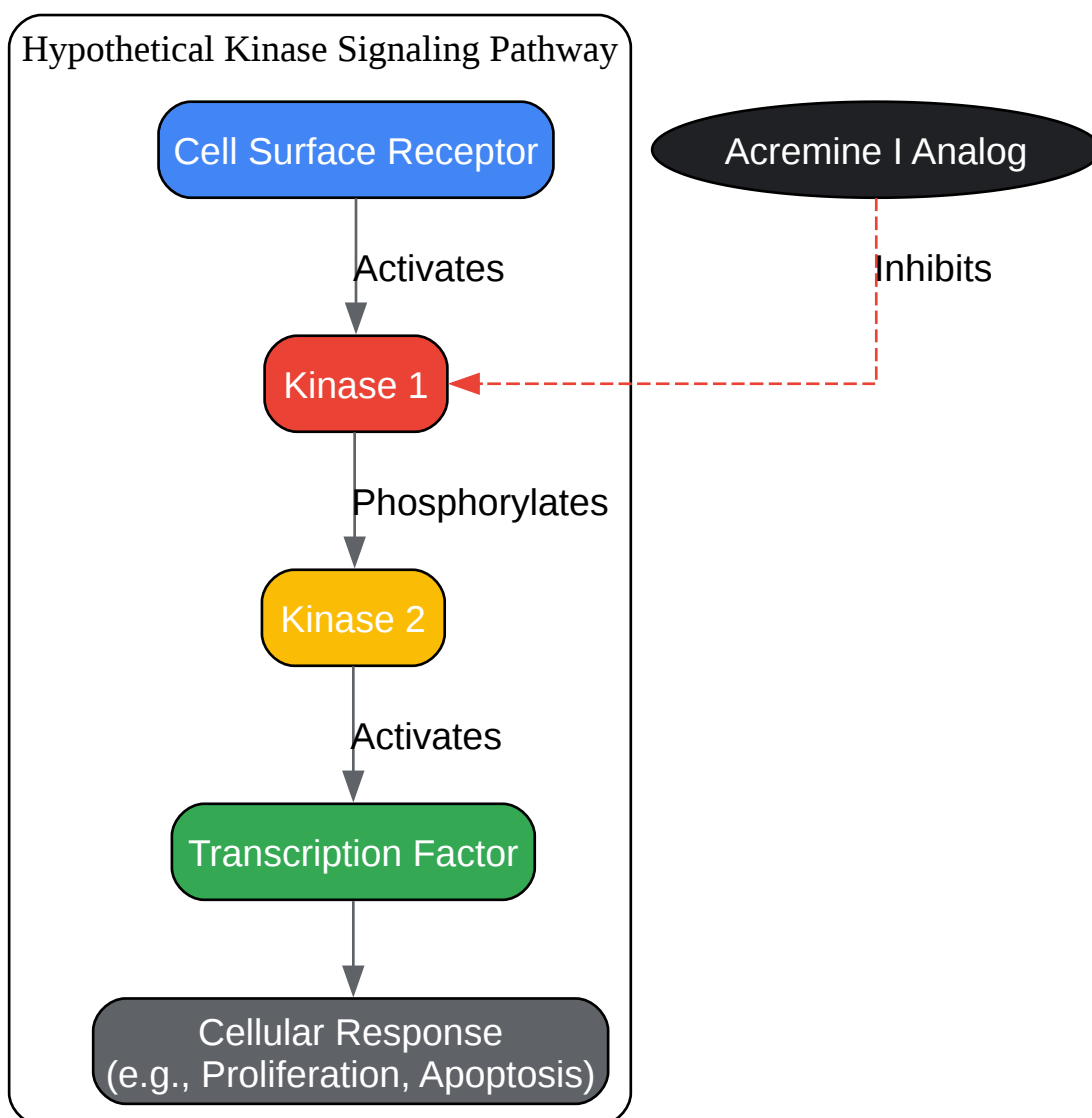 Hypothetical Kinase Signaling Pathway
Cell Surface Receptor
Acremine I Analog
Activates
Inhibits
Kinase 1
Phosphorylates
Kinase 2
Activates
Transcription Factor
Cellular Response
(e.g., Proliferation, Apoptosis)